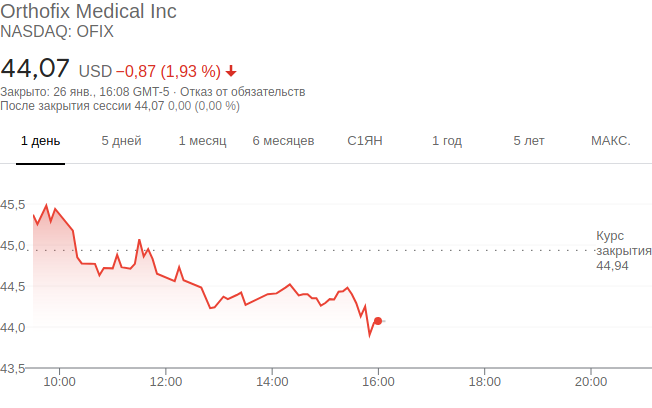 Orthofix Medical Inc
NASDAQ: OFIX
44,07 USD −0,87 (1,93 %)
Закрыто: 26 янв., 16:08 GMT-5 · Отказ от обязательств
После закрытия сессии 44,07 0,00 (0,00 %)
1 день 5 дней 1 месяц 6 месяцев С1ЯН 1 год 5 лет МАКС.
45,5
45,0
44,5
44,0
43,5
Курс
закрытия
44,94
10:00 12:00 14:00 16:00 18:00 20:00